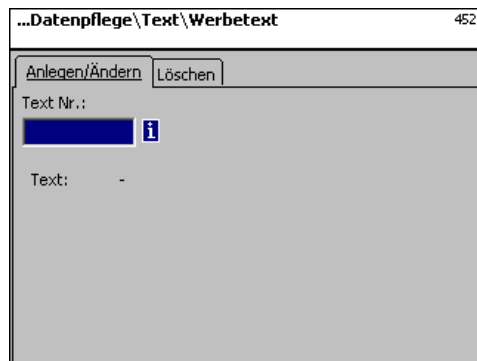 ...Datenpflege\Text\Werbetext 452
Anlegen/Ändern Löschen
Text Nr.:
i
Text: -